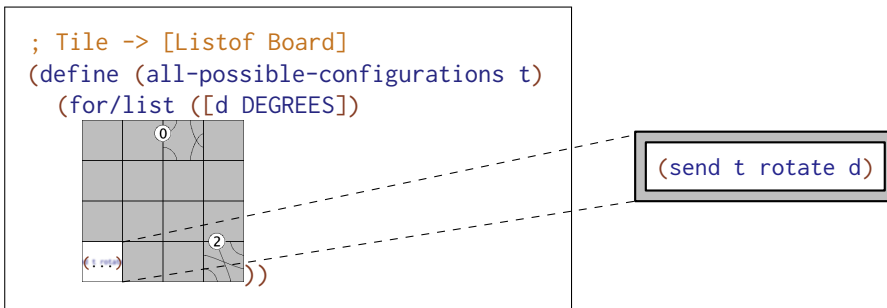 ; Tile -> [Listof Board]
(define (all-possible-configurations t)
(for/list ([d DEGREES])
0
2
(...)
))
(send t rotate d)